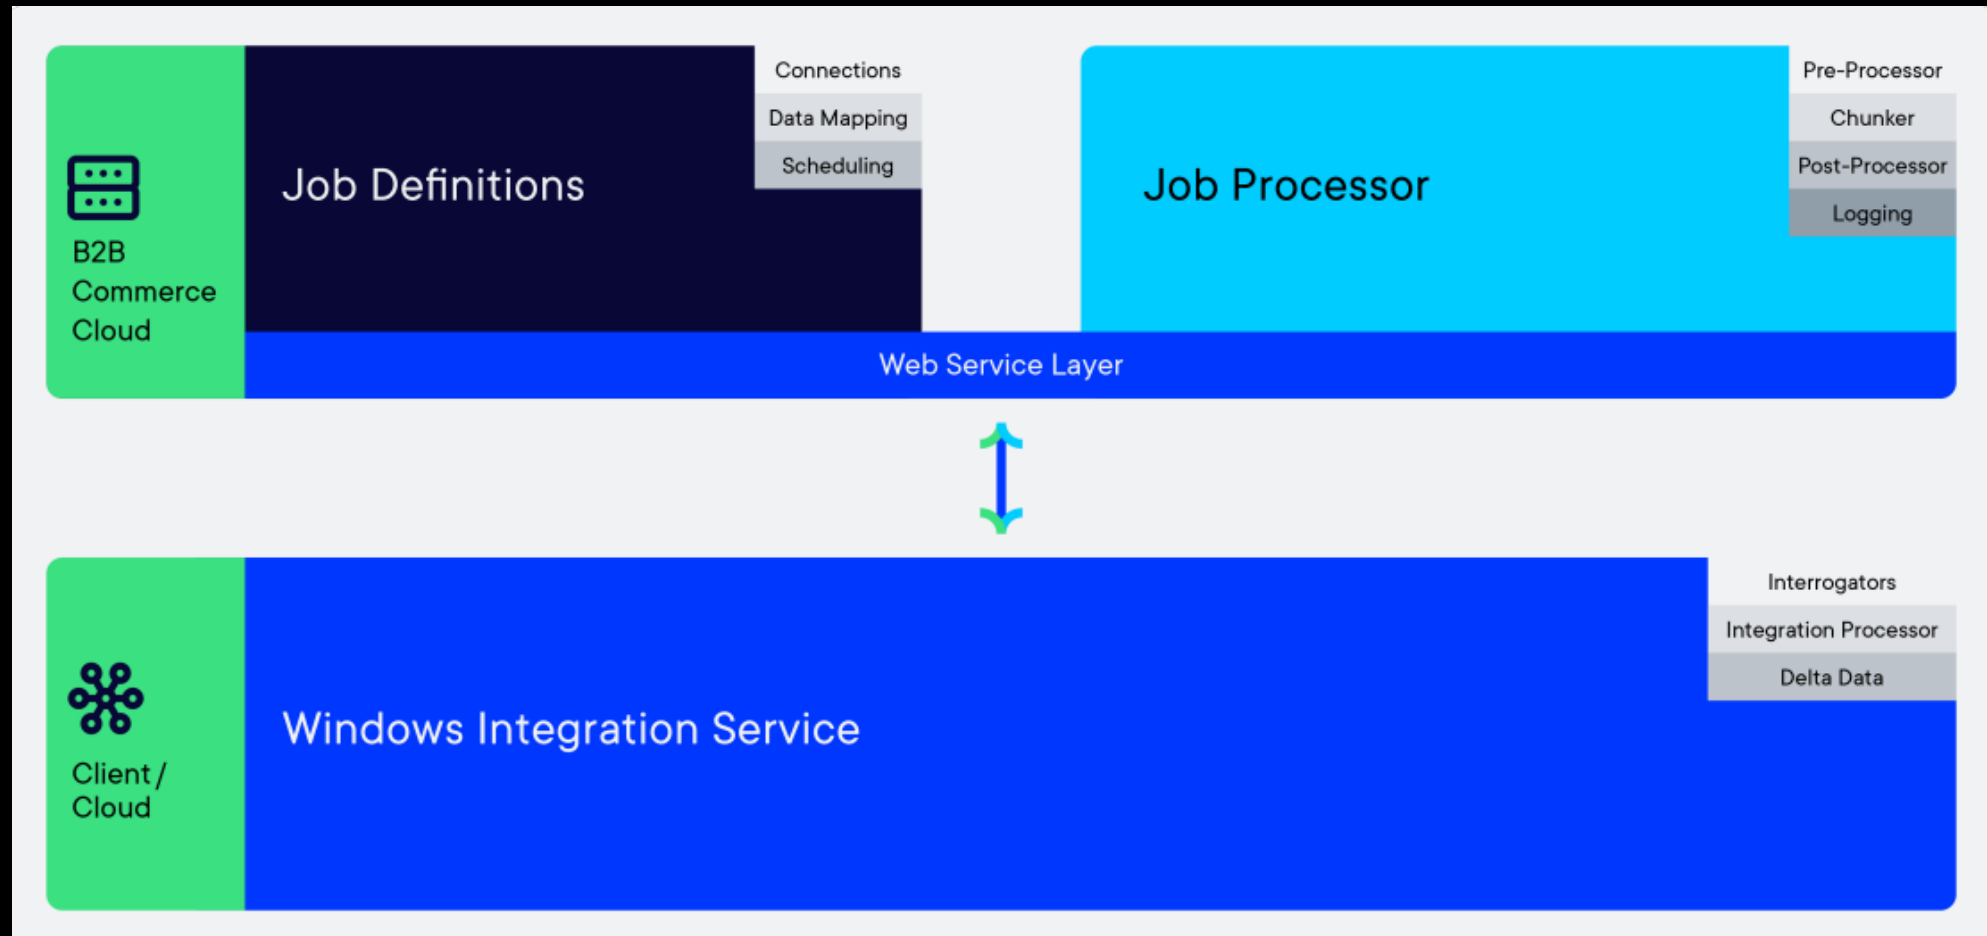 B2B
Commerce
Cloud
Job Definitions
Connections
Data Mapping
Scheduling
Job Processor
Pre-Processor
Chunker
Post-Processor
Logging
Web Service Layer
Client /
Cloud
Windows Integration Service
Interrogators
Integration Processor
Delta Data